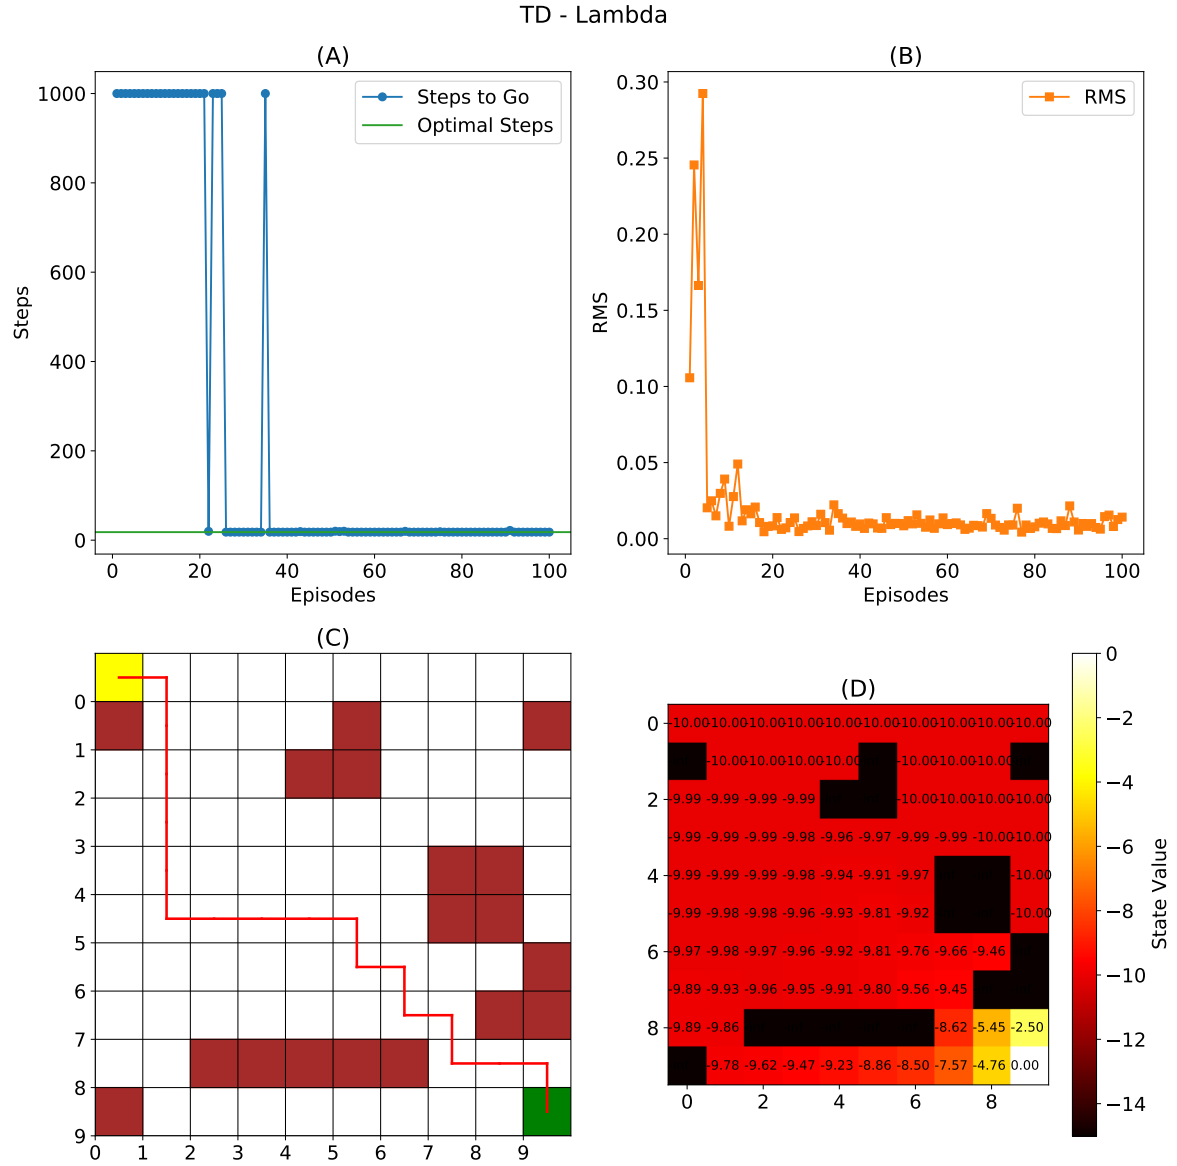 TD - Lambda
(A)
1000
800
600
400
200
0
Steps
Steps to Go
Optimal Steps
0 20 40 60 80 100
Episodes
(B)
0.30
0.25
0.20
0.15
0.10
0.05
0.00
RMS
RMS
0 20 40 60 80 100
Episodes
(C)
0
1
2
3
4
5
6
7
8
9
0 1 2 3 4 5 6 7 8 9
(D)
0
2
4
6
8
-10.00 -10.00 -10.00 -10.00 -10.00 -10.00 -10.00 -10.00 -10.00
-10.00 -10.00 -10.00 -10.00 -10.00 -10.00
-9.99 -9.99 -9.99 -9.99 -10.00 -10.00 -10.00 -10.00
-9.99 -9.99 -9.99 -9.98 -9.96 -9.97 -9.99 -9.99 -10.00 -10.00
-9.99 -9.99 -9.99 -9.98 -9.94 -9.91 -9.97 -10.00
-9.99 -9.98 -9.98 -9.96 -9.93 -9.81 -9.92 -10.00
-9.97 -9.98 -9.97 -9.96 -9.92 -9.81 -9.76 -9.66 -9.46
-9.89 -9.93 -9.96 -9.95 -9.91 -9.80 -9.56 -9.45
-9.89 -9.86 -8.62 -5.45 -2.50
-9.78 -9.62 -9.47 -9.23 -8.86 -8.50 -7.57 -4.76 0.00
0 2 4 6 8
0
−2
−4
−6
−8
−10
−12
−14
State Value